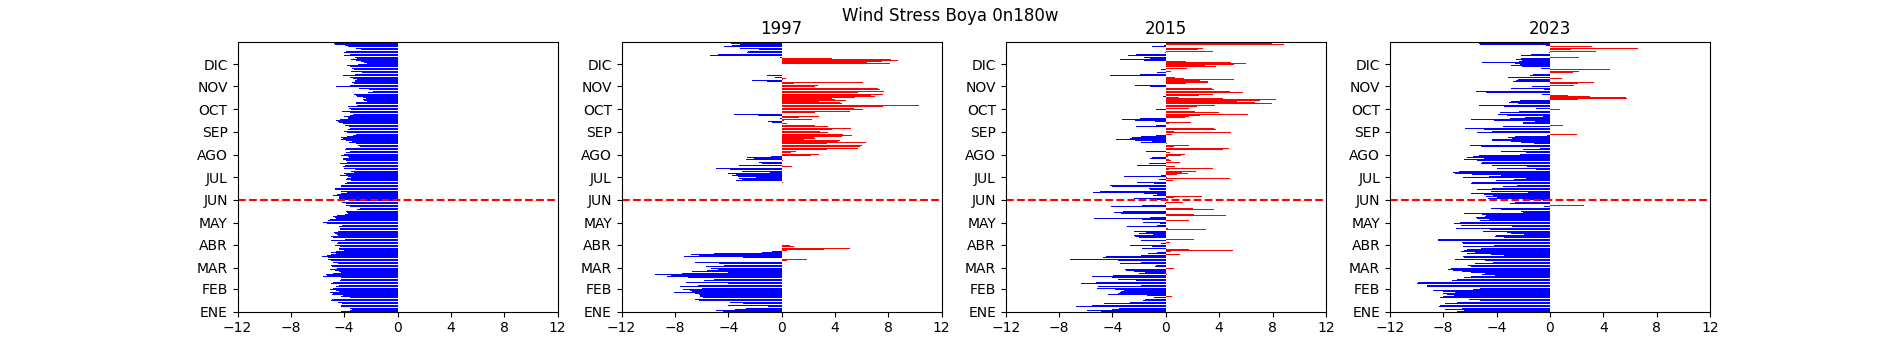 Wind Stress Boya 0n180w
1997
2015
2023
DIC
NOV
OCT
SEP
AGO
JUL
JUN
MAY
ABR
MAR
FEB
ENE
−12 −8 −4 0 4 8 12
DIC
NOV
OCT
SEP
AGO
JUL
JUN
MAY
ABR
MAR
FEB
ENE
−12 −8 −4 0 4 8 12
DIC
NOV
OCT
SEP
AGO
JUL
JUN
MAY
ABR
MAR
FEB
ENE
−12 −8 −4 0 4 8 12
DIC
NOV
OCT
SEP
AGO
JUL
JUN
MAY
ABR
MAR
FEB
ENE
−12 −8 −4 0 4 8 12